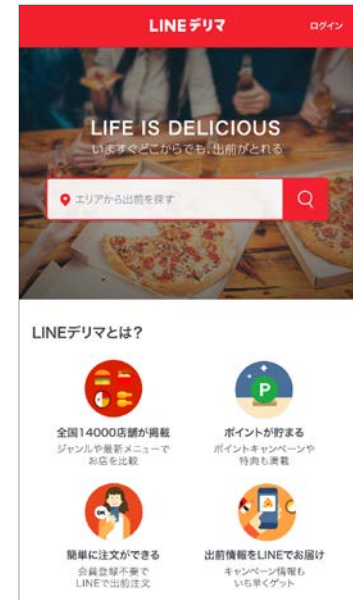 LINEデリマ
ログイン
LIFE IS DELICIOUS
いますぐどこからでも、出前がとれる
エリアから出前を探す
LINEデリマとは?
全国14000店舗が掲載
ジャンルや最新メニューで
お店を比較
ポイントが貯まる
ポイントキャンペーンや
特典も満載
簡単に注文ができる
会員登録不要で
LINEで出前注文
出前情報をLINEでお届け
キャンペーン情報も
いち早くゲット
P
OK